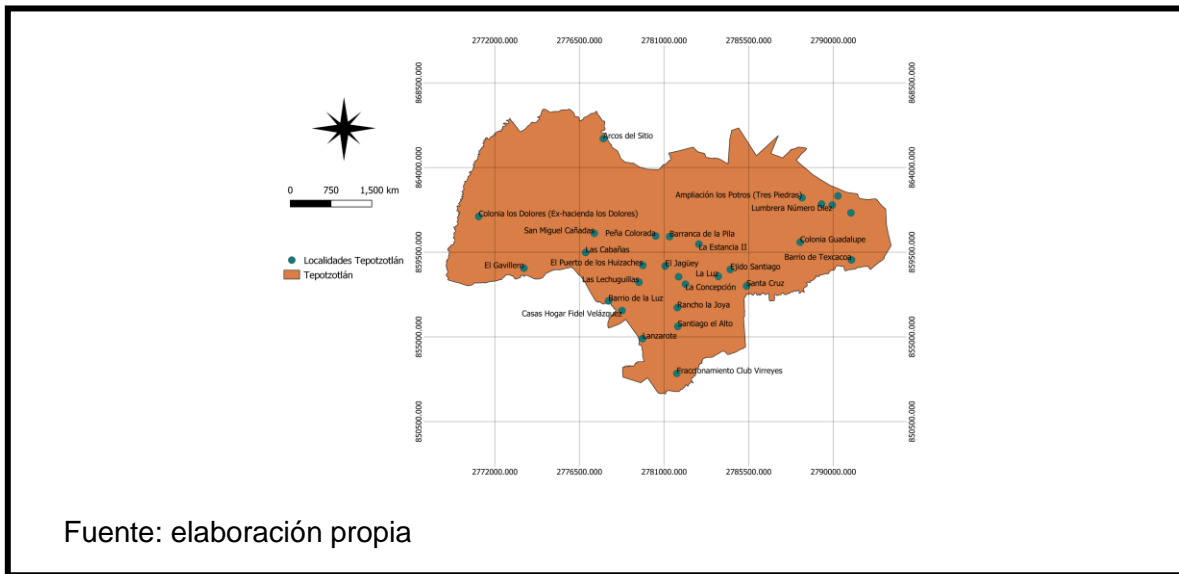 2772000.000 2776500.000 2781000.000 2785500.000 2790000.000
868500.000 868500.000
Arcos del Sitio
864000.000 864000.000
0 750 1,500 km
Ampliación los Potros (Tres Piedras)
Lumbrera Número Diez
Colonia los Dolores (Ex-hacienda los Dolores)
San Miguel Cañadas Peña Colorada Barranca de la Pila
La Estancia II Colonia Guadalupe
859500.000 859500.000
Las Cabañas
Localidades Tepotzotlán
El Gavillero El Puerto de los Huizaches El Jagüey Barrio de Texcacoa
Tepotzotlán
La Luz Ejido Santiago
Las Lechuguillas La Concepción Santa Cruz
Barrio de la Luz Rancho la Joya
Casas Hogar Fidel Velázquez
Santiago el Alto
855000.000 855000.000
Lanzarote
Fraccionamiento Club Virreyes
850500.000 850500.000
2772000.000 2776500.000 2781000.000 2785500.000 2790000.000
Fuente: elaboración propia